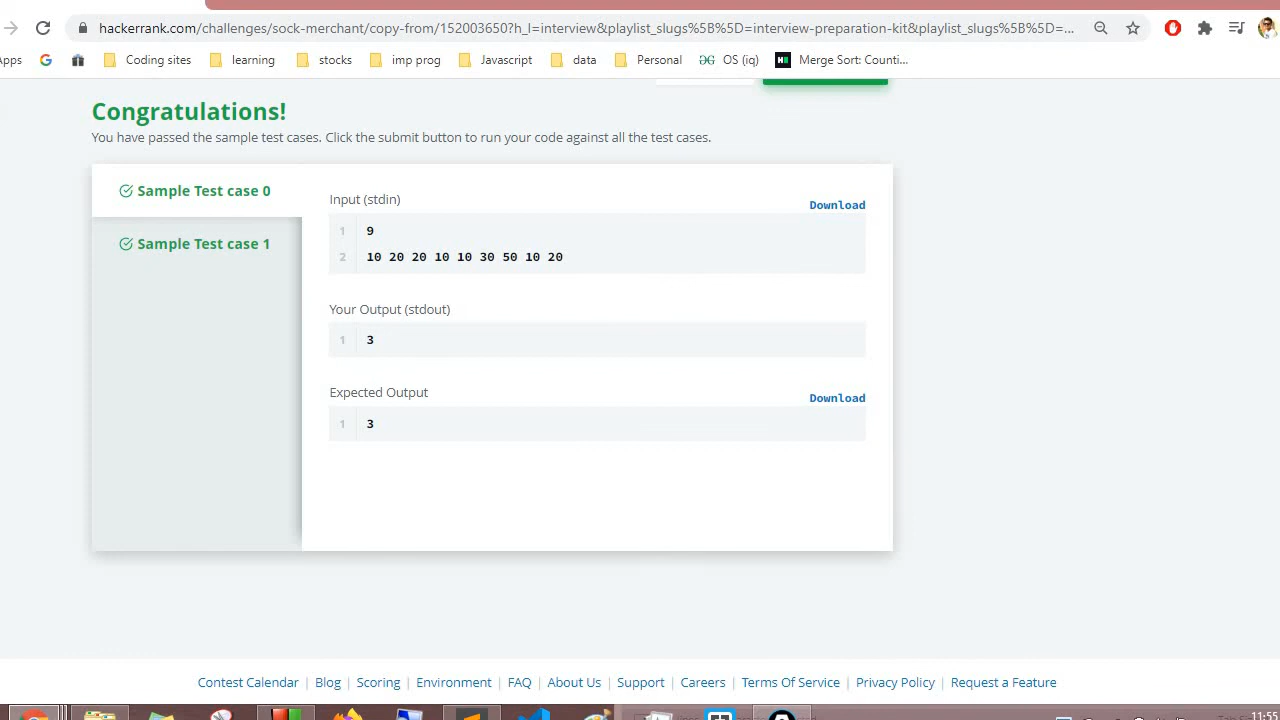 hackerrank.com/challenges/sock-merchant/copy-from/152003650?h_l=interview&playlist_slugs%5B%5D=interview-preparation-kit&playlist_slugs%5B%5D=...
Apps Coding sites learning stocks imp prog Javascript data Personal OS (iq) Merge Sort: Counti...
Congratulations!
You have passed the sample test cases. Click the submit button to run your code against all the test cases.
Sample Test case 0
Sample Test case 1
Input (stdin)
Download
1 9
2 10 20 20 10 10 30 50 10 20
Your Output (stdout)
1 3
Expected Output
Download
1 3
Contest Calendar | Blog | Scoring | Environment | FAQ | About Us | Support | Careers | Terms Of Service | Privacy Policy | Request a Feature
11:55